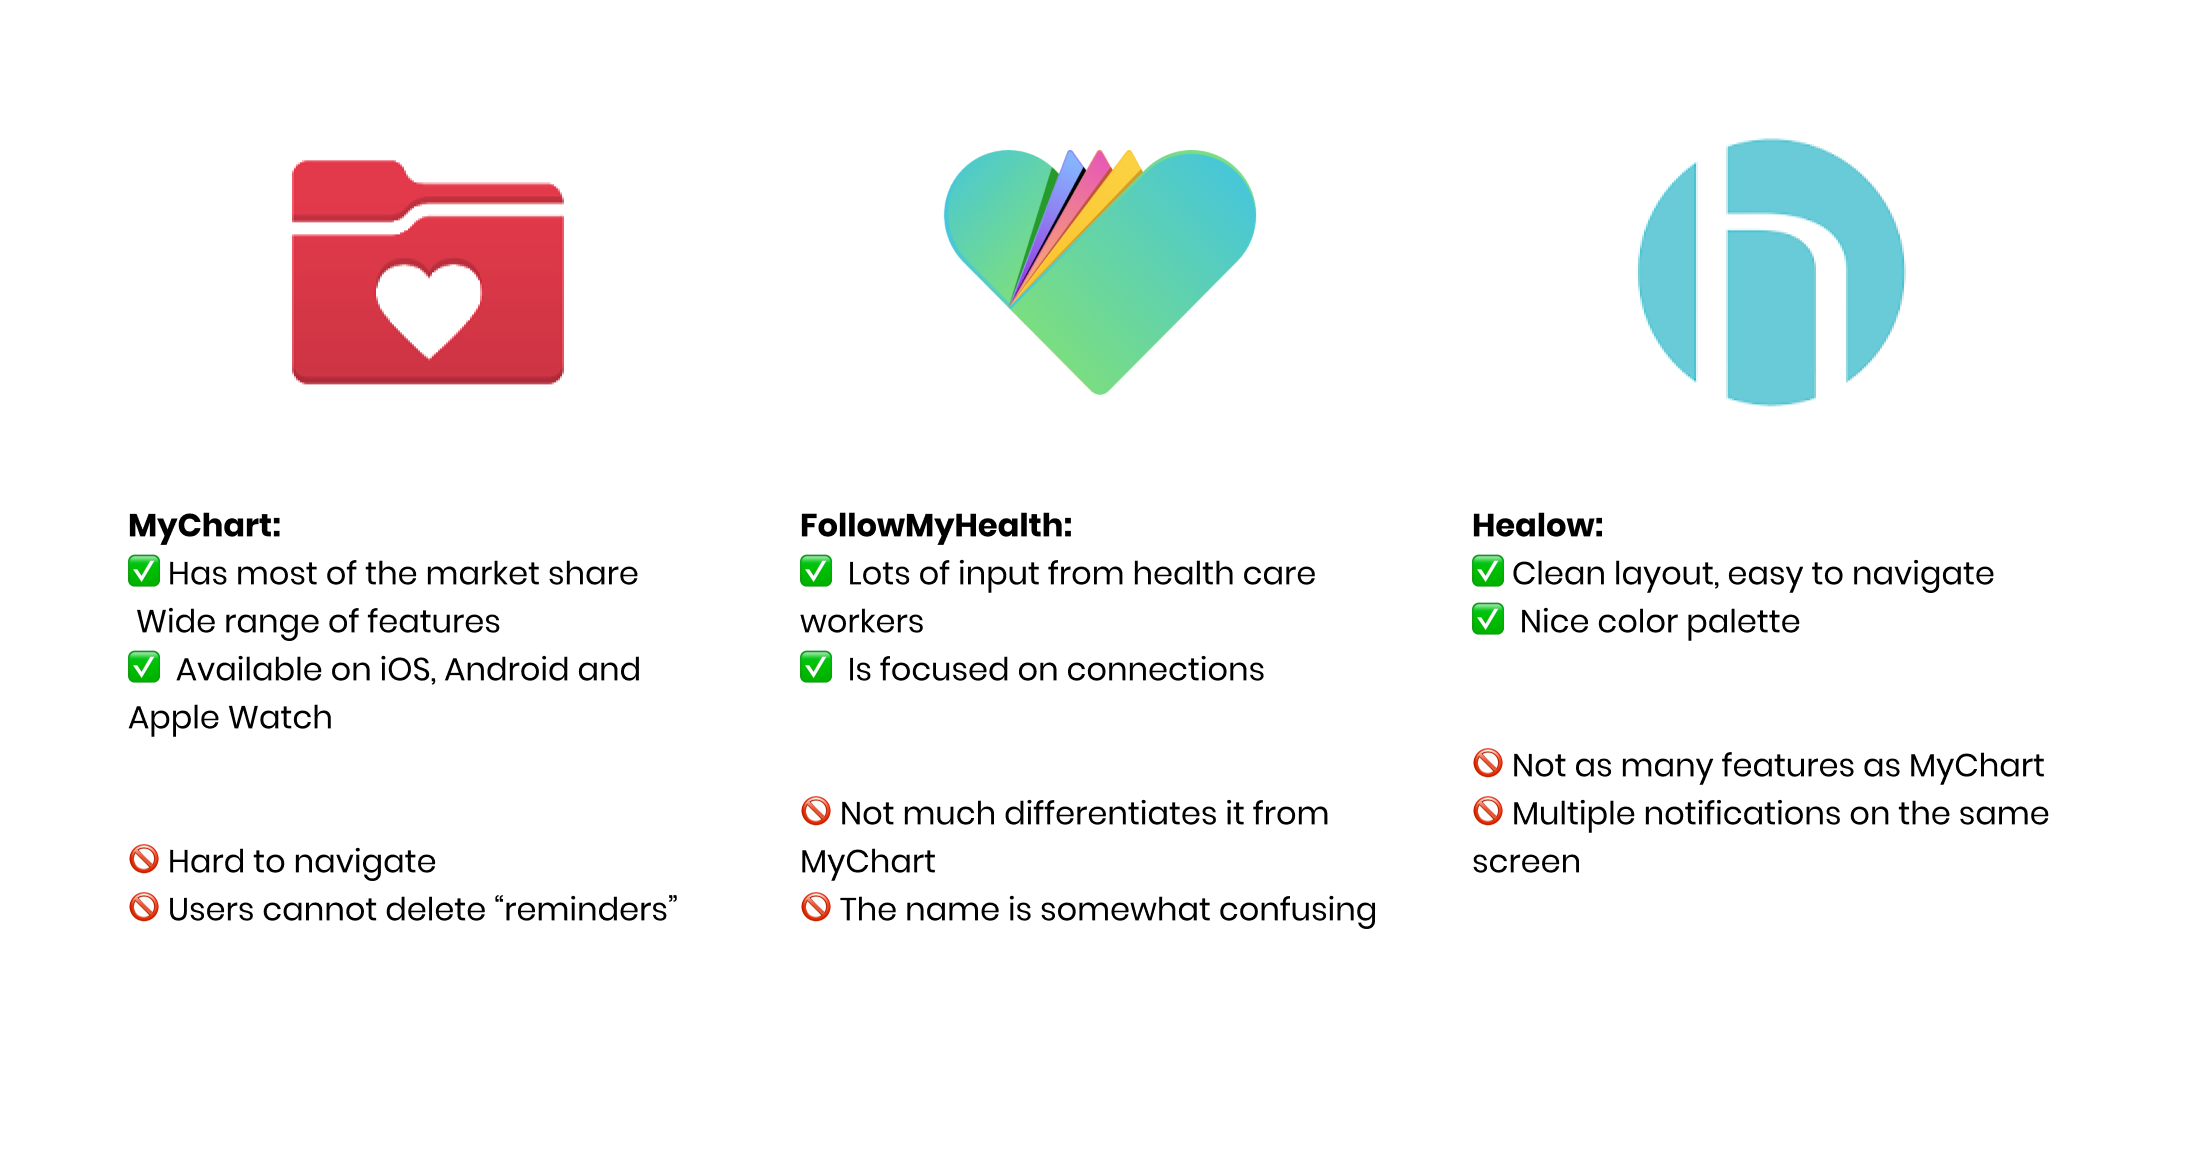 MyChart:
✅ Has most of the market share
Wide range of features
✅ Available on iOS, Android and
Apple Watch
🚫 Hard to navigate
🚫 Users cannot delete “reminders”
FollowMyHealth:
✅ Lots of input from health care
workers
✅ Is focused on connections
🚫 Not much differentiates it from
MyChart
🚫 The name is somewhat confusing
h
Healow:
✅ Clean layout, easy to navigate
✅ Nice color palette
🚫 Not as many features as MyChart
🚫 Multiple notifications on the same
screen